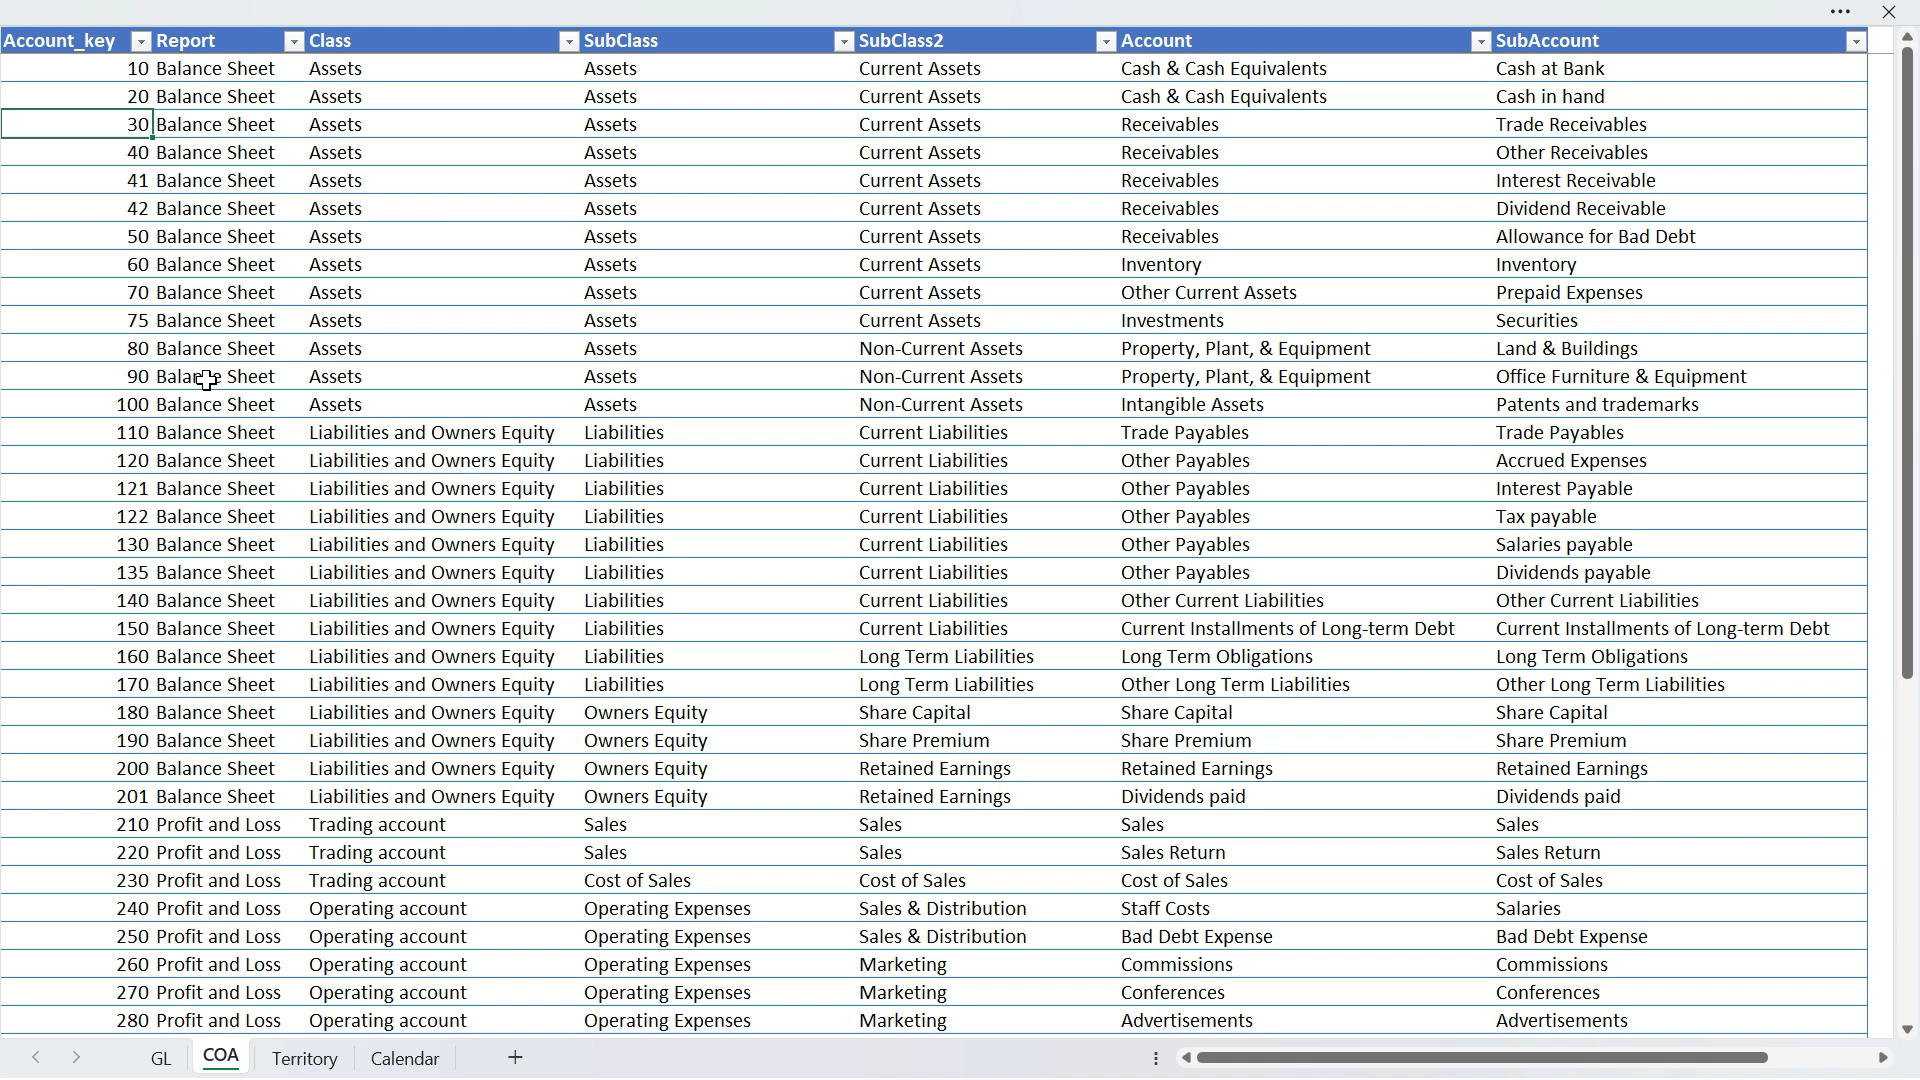 Account_key Report Class SubClass SubClass2 Account SubAccount
10 Balance Sheet Assets Assets Current Assets Cash & Cash Equivalents Cash at Bank
20 Balance Sheet Assets Assets Current Assets Cash & Cash Equivalents Cash in hand
30 Balance Sheet Assets Assets Current Assets Receivables Trade Receivables
40 Balance Sheet Assets Assets Current Assets Receivables Other Receivables
41 Balance Sheet Assets Assets Current Assets Receivables Interest Receivable
42 Balance Sheet Assets Assets Current Assets Receivables Dividend Receivable
50 Balance Sheet Assets Assets Current Assets Receivables Allowance for Bad Debt
60 Balance Sheet Assets Assets Current Assets Inventory Inventory
70 Balance Sheet Assets Assets Current Assets Other Current Assets Prepaid Expenses
75 Balance Sheet Assets Assets Current Assets Investments Securities
80 Balance Sheet Assets Assets Non-Current Assets Property, Plant, & Equipment Land & Buildings
90 Balance Sheet Assets Assets Non-Current Assets Property, Plant, & Equipment Office Furniture & Equipment
100 Balance Sheet Assets Assets Non-Current Assets Intangible Assets Patents and trademarks
110 Balance Sheet Liabilities and Owners Equity Liabilities Current Liabilities Trade Payables Trade Payables
120 Balance Sheet Liabilities and Owners Equity Liabilities Current Liabilities Other Payables Accrued Expenses
121 Balance Sheet Liabilities and Owners Equity Liabilities Current Liabilities Other Payables Interest Payable
122 Balance Sheet Liabilities and Owners Equity Liabilities Current Liabilities Other Payables Tax payable
130 Balance Sheet Liabilities and Owners Equity Liabilities Current Liabilities Other Payables Salaries payable
135 Balance Sheet Liabilities and Owners Equity Liabilities Current Liabilities Other Payables Dividends payable
140 Balance Sheet Liabilities and Owners Equity Liabilities Current Liabilities Other Current Liabilities Other Current Liabilities
150 Balance Sheet Liabilities and Owners Equity Liabilities Current Liabilities Current Installments of Long-term Debt Current Installments of Long-term Debt
160 Balance Sheet Liabilities and Owners Equity Liabilities Long Term Liabilities Long Term Obligations Long Term Obligations
170 Balance Sheet Liabilities and Owners Equity Liabilities Long Term Liabilities Other Long Term Liabilities Other Long Term Liabilities
180 Balance Sheet Liabilities and Owners Equity Owners Equity Share Capital Share Capital Share Capital
190 Balance Sheet Liabilities and Owners Equity Owners Equity Share Premium Share Premium Share Premium
200 Balance Sheet Liabilities and Owners Equity Owners Equity Retained Earnings Retained Earnings Retained Earnings
201 Balance Sheet Liabilities and Owners Equity Owners Equity Retained Earnings Dividends paid Dividends paid
210 Profit and Loss Trading account Sales Sales Sales Sales
220 Profit and Loss Trading account Sales Sales Sales Return Sales Return
230 Profit and Loss Trading account Cost of Sales Cost of Sales Cost of Sales Cost of Sales
240 Profit and Loss Operating account Operating Expenses Sales & Distribution Staff Costs Salaries
250 Profit and Loss Operating account Operating Expenses Sales & Distribution Bad Debt Expense Bad Debt Expense
260 Profit and Loss Operating account Operating Expenses Marketing Commissions Commissions
270 Profit and Loss Operating account Operating Expenses Marketing Conferences Conferences
280 Profit and Loss Operating account Operating Expenses Marketing Advertisements Advertisements
GL COA Territory Calendar